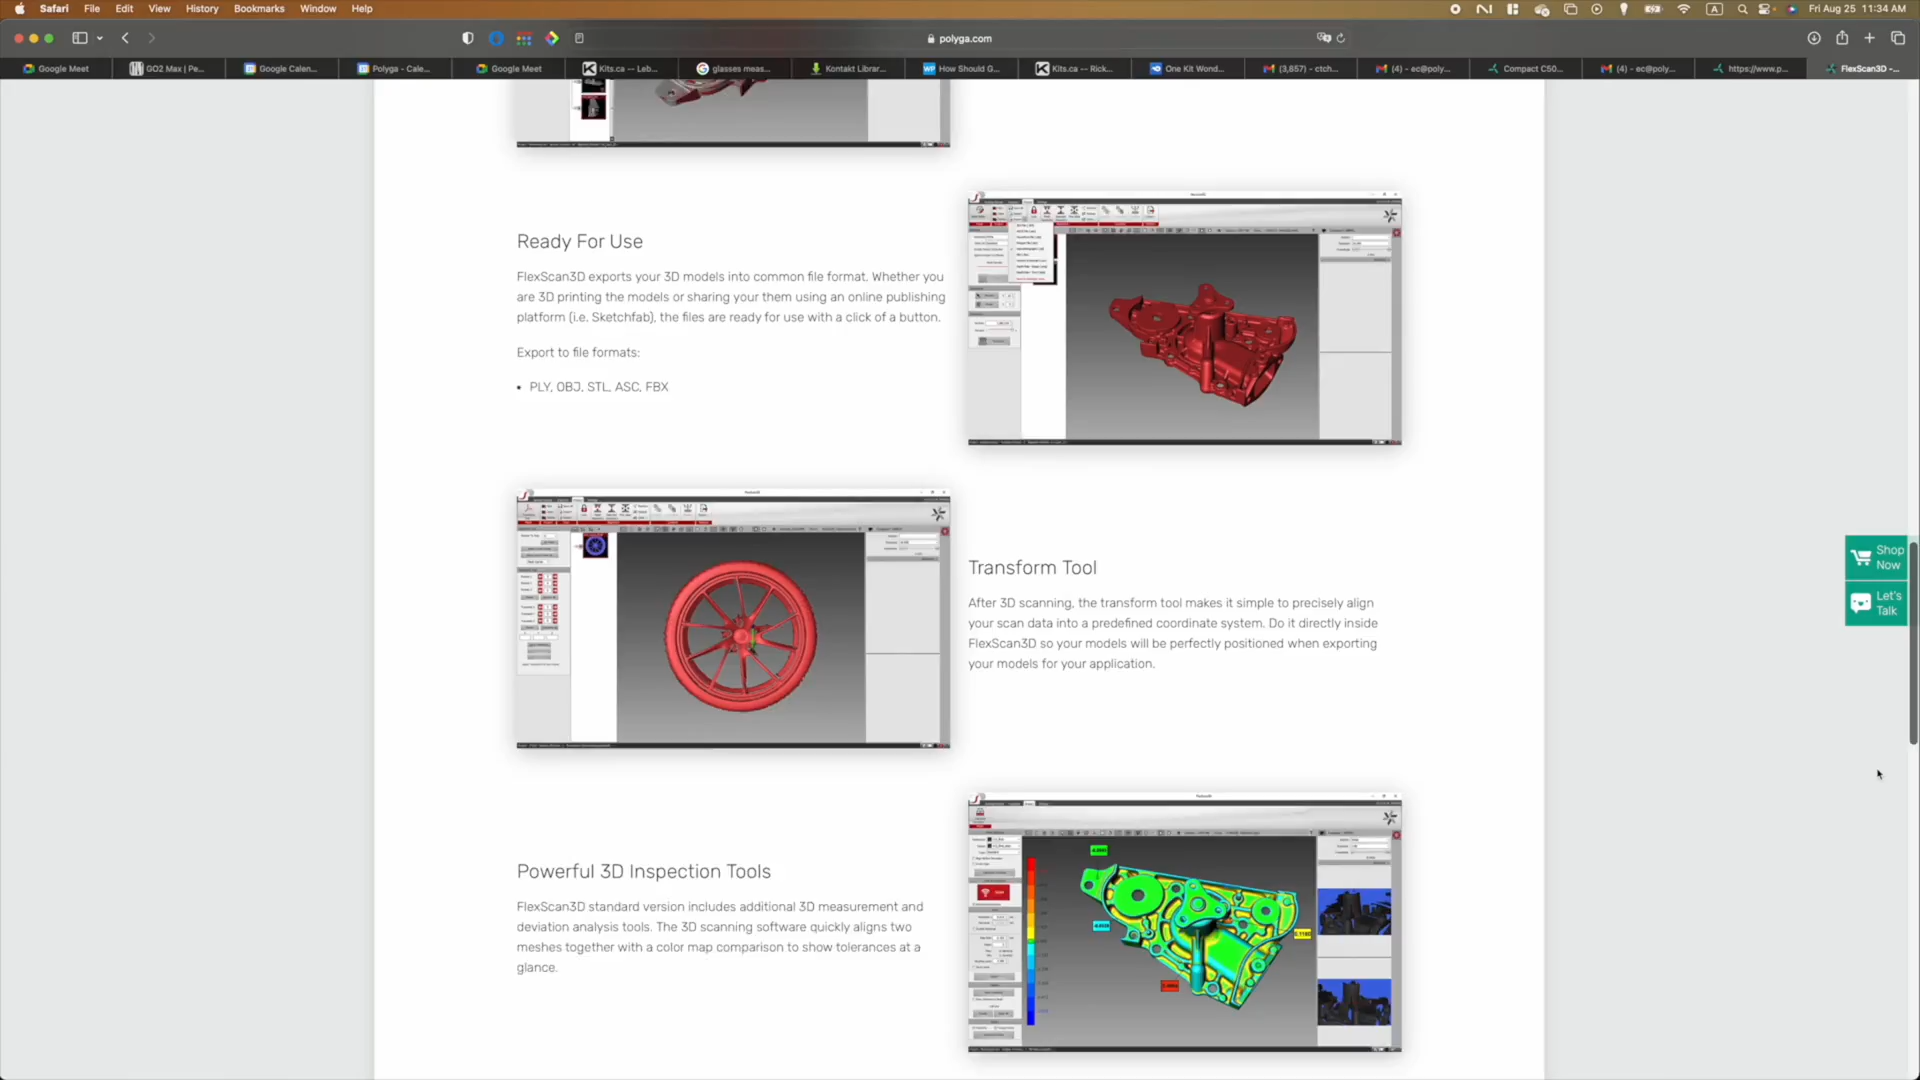 Safari File Edit View History Bookmarks Window Help
Fri Aug 25 11:34 AM
polyga.com
Google Meet
GO2 Max | Pe...
Google Calen...
Polyga - Cale...
Google Meet
Kits.ca -- Leb...
glasses meas...
Kontakt Librar...
How Should G...
Kits.ca -- Rick...
One Kit Wond...
(3,857) - ctch...
(4) - ec@poly...
Compact C50...
(4) - ec@poly...
https://www.p...
FlexScan3D -...
Ready For Use
FlexScan3D exports your 3D models into common file format. Whether you
are 3D printing the models or sharing your them using an online publishing
platform (i.e. Sketchfab), the files are ready for use with a click of a button.
Export to file formats:
• PLY, OBJ, STL, ASC, FBX
Shop
Now
Let's
Talk
Transform Tool
After 3D scanning, the transform tool makes it simple to precisely align
your scan data into a predefined coordinate system. Do it directly inside
FlexScan3D so your models will be perfectly positioned when exporting
your models for your application.
Powerful 3D Inspection Tools
FlexScan3D standard version includes additional 3D measurement and
deviation analysis tools. The 3D scanning software quickly aligns two
meshes together with a color map comparison to show tolerances at a
glance.